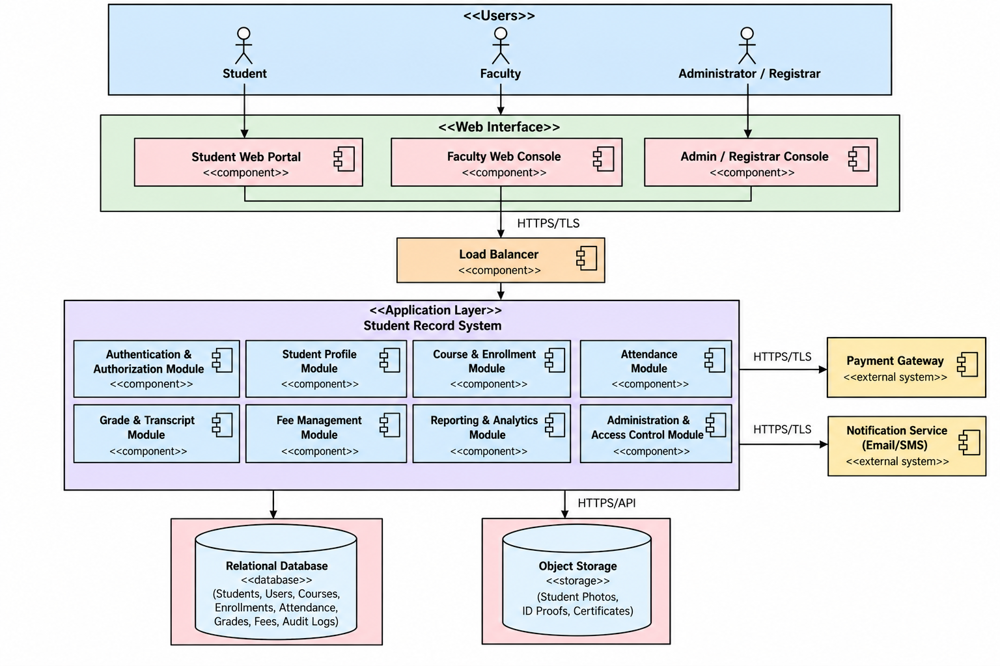 <<Users>>
Student
Faculty
Administrator / Registrar
<<Web Interface>>
Student Web Portal
<<component>>
Faculty Web Console
<<component>>
Admin / Registrar Console
<<component>>
HTTPS/TLS
Load Balancer
<<component>>
<<Application Layer>>
Student Record System
Authentication &
Authorization Module
<<component>>
Student Profile
Module
<<component>>
Course & Enrollment
Module
<<component>>
Attendance
Module
<<component>>
HTTPS/TLS
Payment Gateway
<<external system>>
Grade & Transcript
Module
<<component>>
Fee Management
Module
<<component>>
Reporting & Analytics
Module
<<component>>
Administration &
Access Control Module
<<component>>
HTTPS/TLS
Notification Service
(Email/SMS)
<<external system>>
HTTPS/API
Relational Database
<<database>>
(Students, Users, Courses,
Enrollments, Attendance,
Grades, Fees, Audit Logs)
Object Storage
<<storage>>
(Student Photos,
ID Proofs, Certificates)